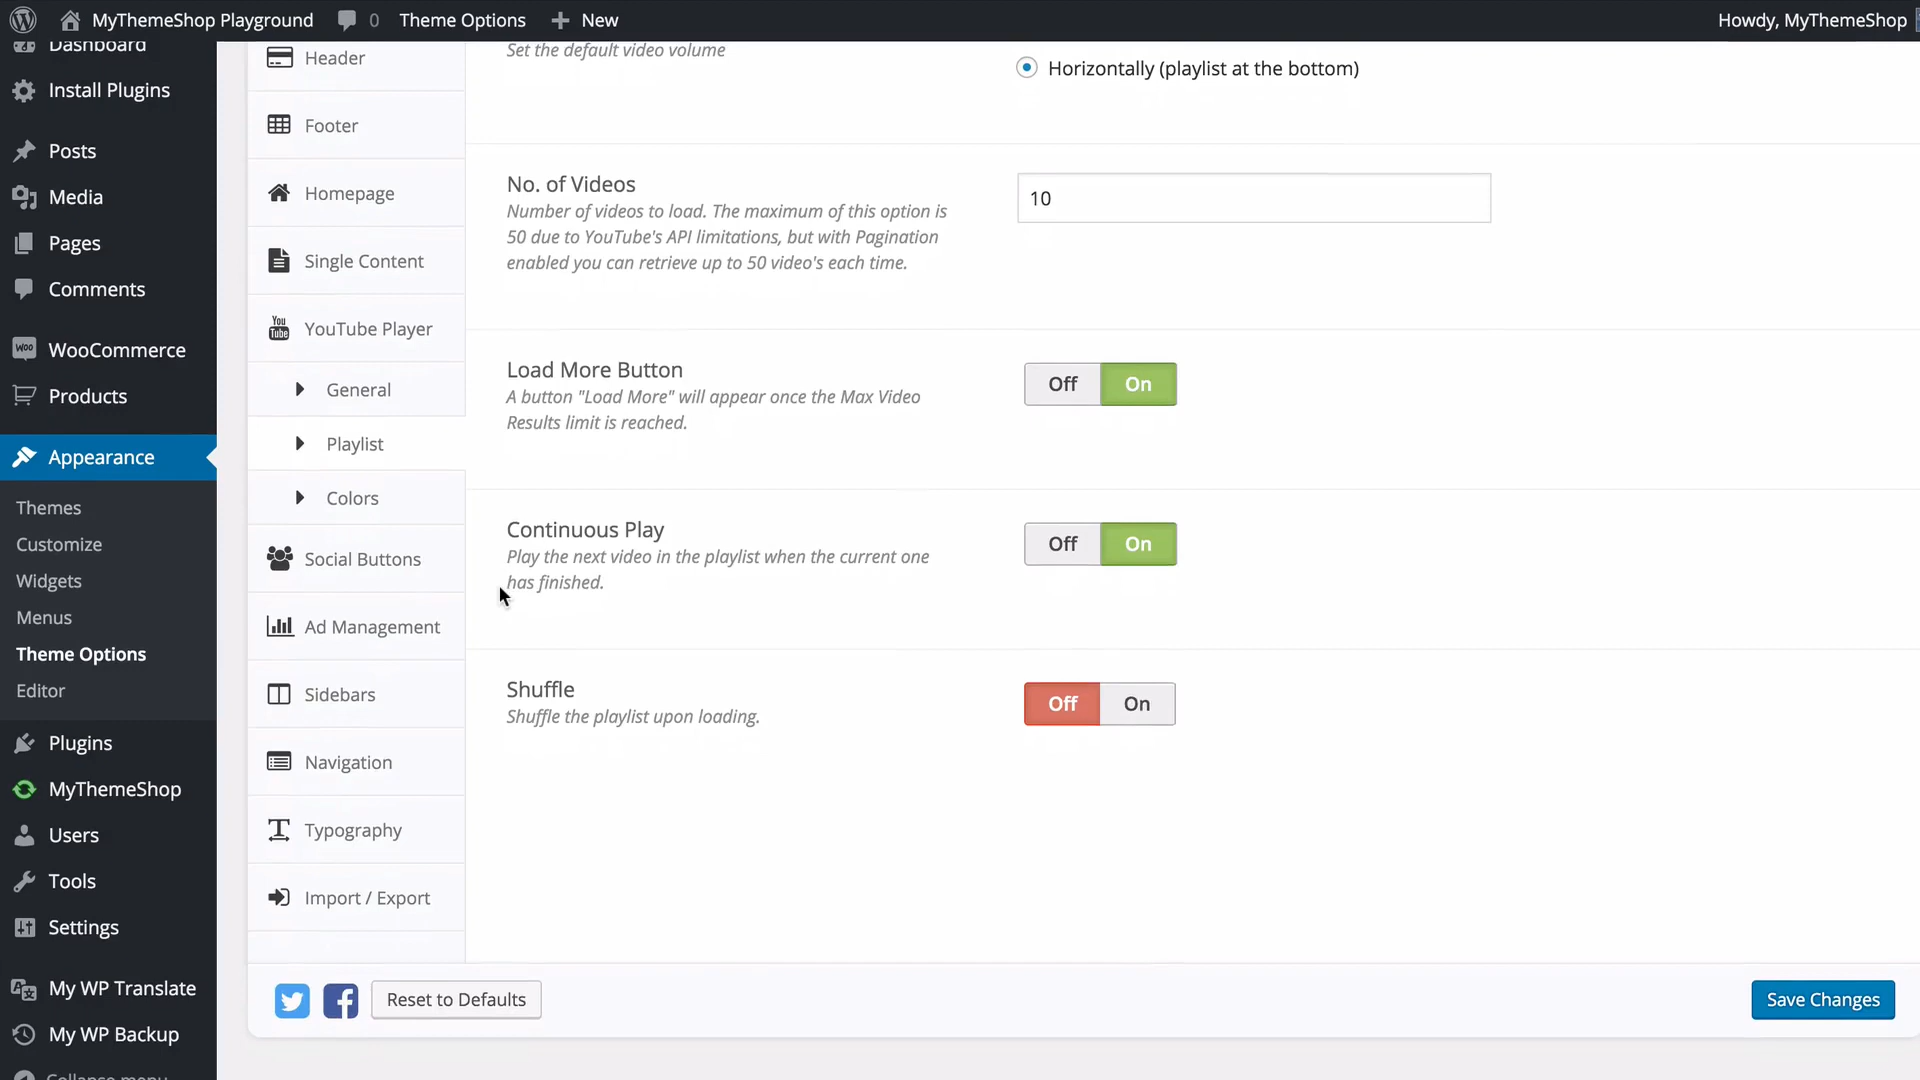 MyThemeShop Playground
0
Theme Options
New
Howdy, MyThemeShop
Dashboard
Install Plugins
Posts
Media
Pages
Comments
WooCommerce
Products
Appearance
Themes
Customize
Widgets
Menus
Theme Options
Editor
Plugins
MyThemeShop
Users
Tools
Settings
My WP Translate
My WP Backup
Collapse menu
Header
Footer
Homepage
Single Content
You
Tube
YouTube Player
General
Playlist
Colors
Social Buttons
Ad Management
Sidebars
Navigation
Typography
Import / Export
Set the default video volume
Horizontally (playlist at the bottom)
No. of Videos
Number of videos to load. The maximum of this option is
50 due to YouTube's API limitations, but with Pagination
enabled you can retrieve up to 50 video's each time.
10
Load More Button
A button "Load More" will appear once the Max Video
Results limit is reached.
Off On
Continuous Play
Play the next video in the playlist when the current one
has finished.
Off On
Shuffle
Shuffle the playlist upon loading.
Off On
Reset to Defaults
Save Changes